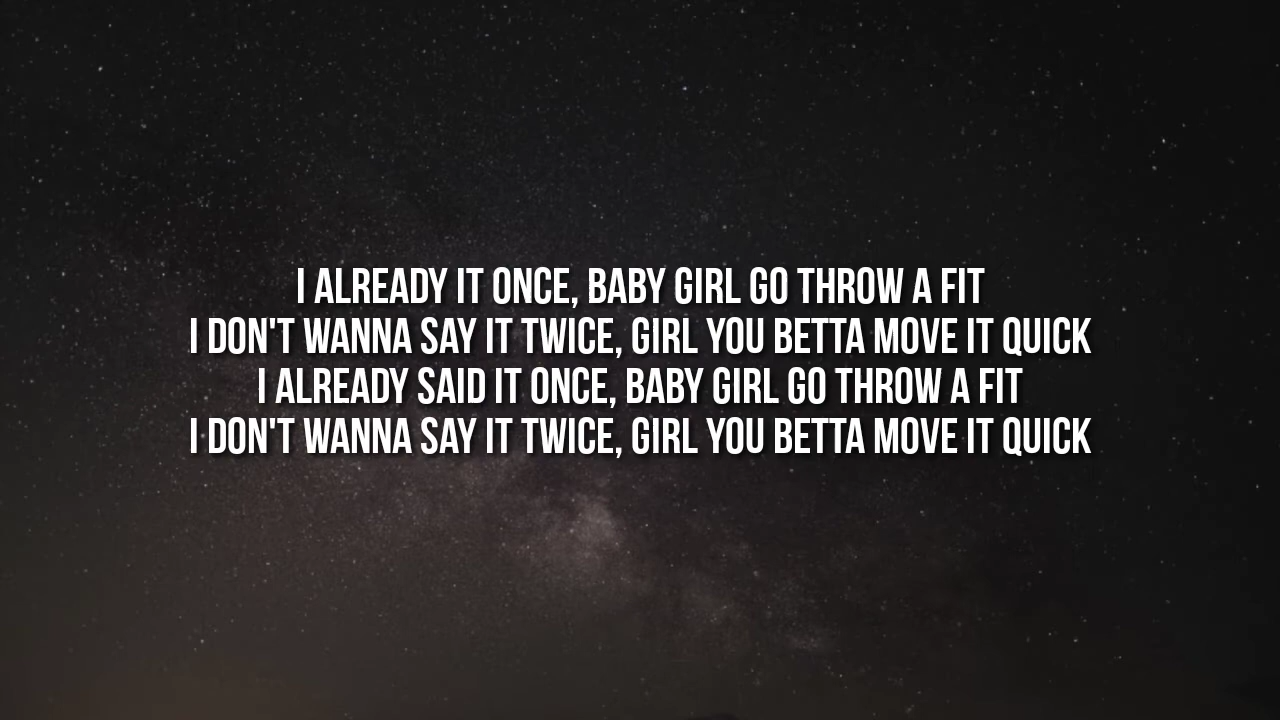 I ALREADY IT ONCE, BABY GIRL GO THROW A FIT
I DON'T WANNA SAY IT TWICE, GIRL YOU BETTA MOVE IT QUICK
I ALREADY SAID IT ONCE, BABY GIRL GO THROW A FIT
I DON'T WANNA SAY IT TWICE, GIRL YOU BETTA MOVE IT QUICK